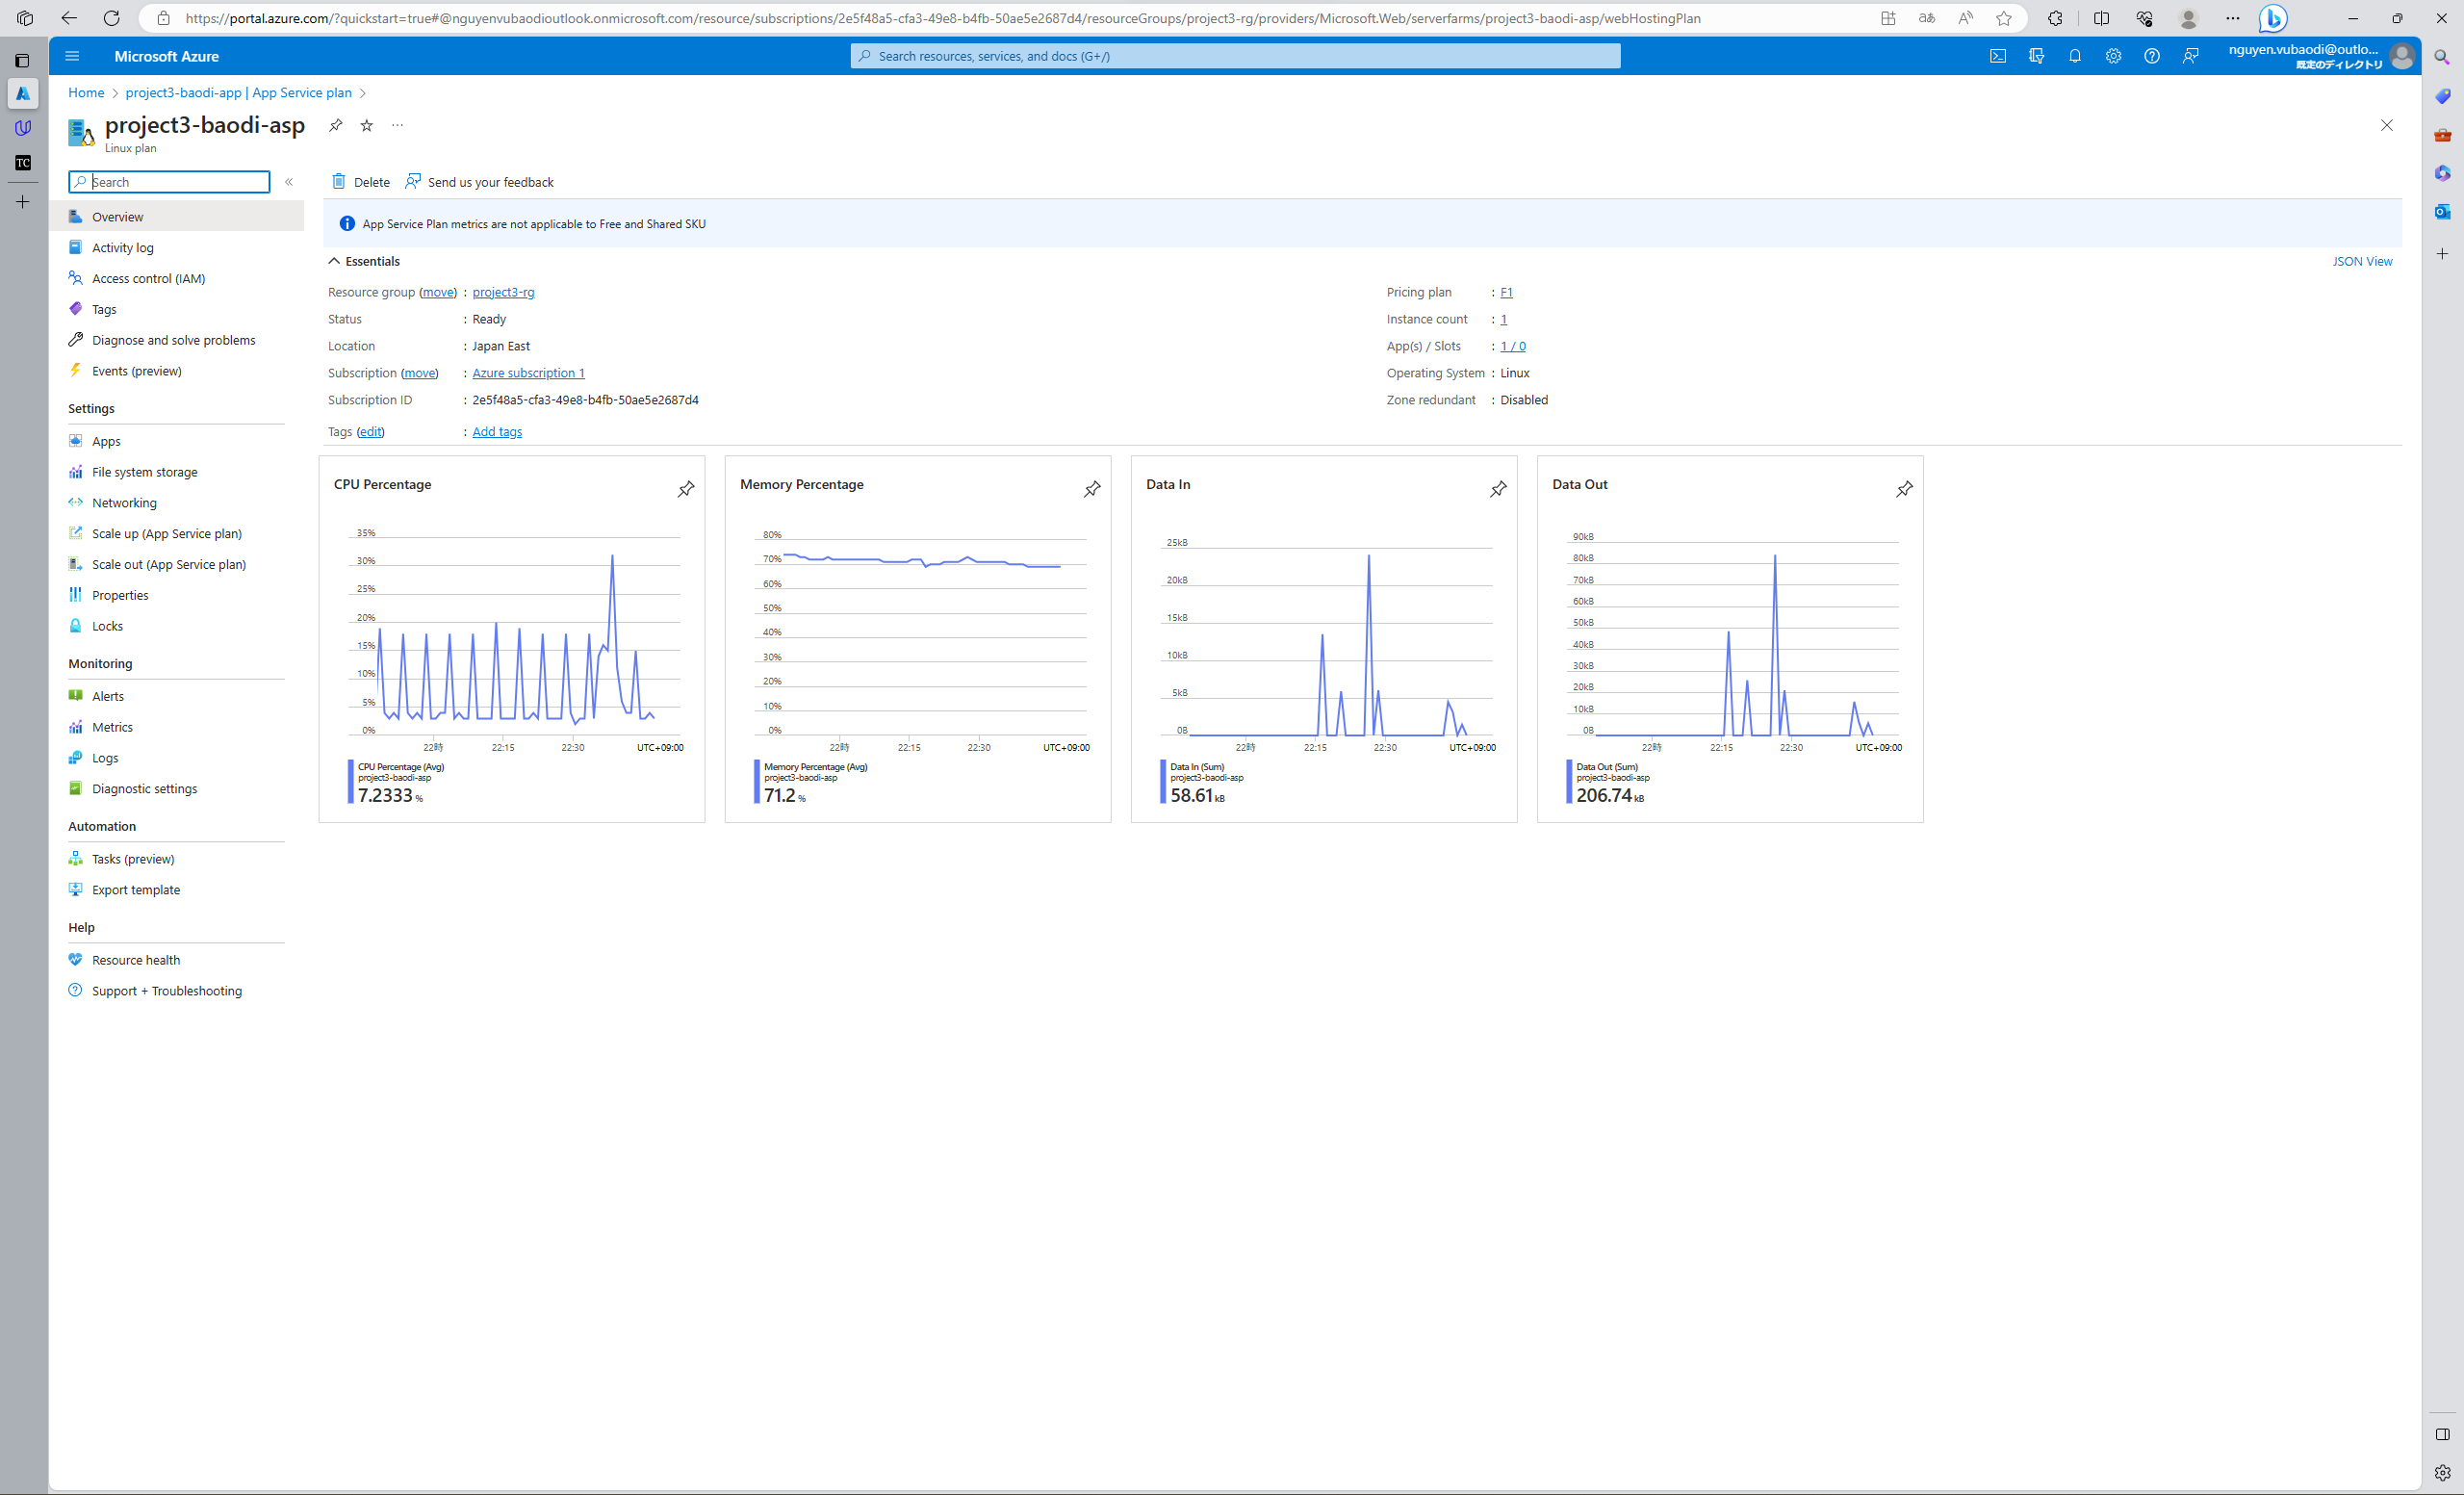 https://portal.azure.com/?quickstart=true#@nguyenvubaodioutlook.onmicrosoft.com/resource/subscriptions/2e5f48a5-cfa3-49e8-b4fb-50ae5e2687d4/resourceGroups/project3-rg/providers/Microsoft.Web/serverfarms/project3-baodi-asp/webHostingPlan
Microsoft Azure
Search resources, services, and docs (G+/)
nguyen.vubaodi@outlo...
既定のディレクトリ
Home > project3-baodi-app | App Service plan >
project3-baodi-asp
Linux plan
Search
Overview
Activity log
Access control (IAM)
Tags
Diagnose and solve problems
Events (preview)
Settings
Apps
File system storage
Networking
Scale up (App Service plan)
Scale out (App Service plan)
Properties
Locks
Monitoring
Alerts
Metrics
Logs
Diagnostic settings
Automation
Tasks (preview)
Export template
Help
Resource health
Support + Troubleshooting
Delete
Send us your feedback
App Service Plan metrics are not applicable to Free and Shared SKU
Essentials
JSON View
Resource group (move) : project3-rg
Status : Ready
Location : Japan East
Subscription (move) : Azure subscription 1
Subscription ID : 2e5f48a5-cfa3-49e8-b4fb-50ae5e2687d4
Tags (edit) : Add tags
Pricing plan : F1
Instance count : 1
App(s) / Slots : 1 / 0
Operating System : Linux
Zone redundant : Disabled
CPU Percentage
35%
30%
25%
20%
15%
10%
5%
0%
22時 22:15 22:30 UTC+09:00
CPU Percentage (Avg)
project3-baodi-asp
7.2333 %
Memory Percentage
80%
70%
60%
50%
40%
30%
20%
10%
0%
22時 22:15 22:30 UTC+09:00
Memory Percentage (Avg)
project3-baodi-asp
71.2 %
Data In
25kB
20kB
15kB
10kB
5kB
0B
22時 22:15 22:30 UTC+09:00
Data In (Sum)
project3-baodi-asp
58.61 kB
Data Out
90kB
80kB
70kB
60kB
50kB
40kB
30kB
20kB
10kB
0B
22時 22:15 22:30 UTC+09:00
Data Out (Sum)
project3-baodi-asp
206.74 kB
TC